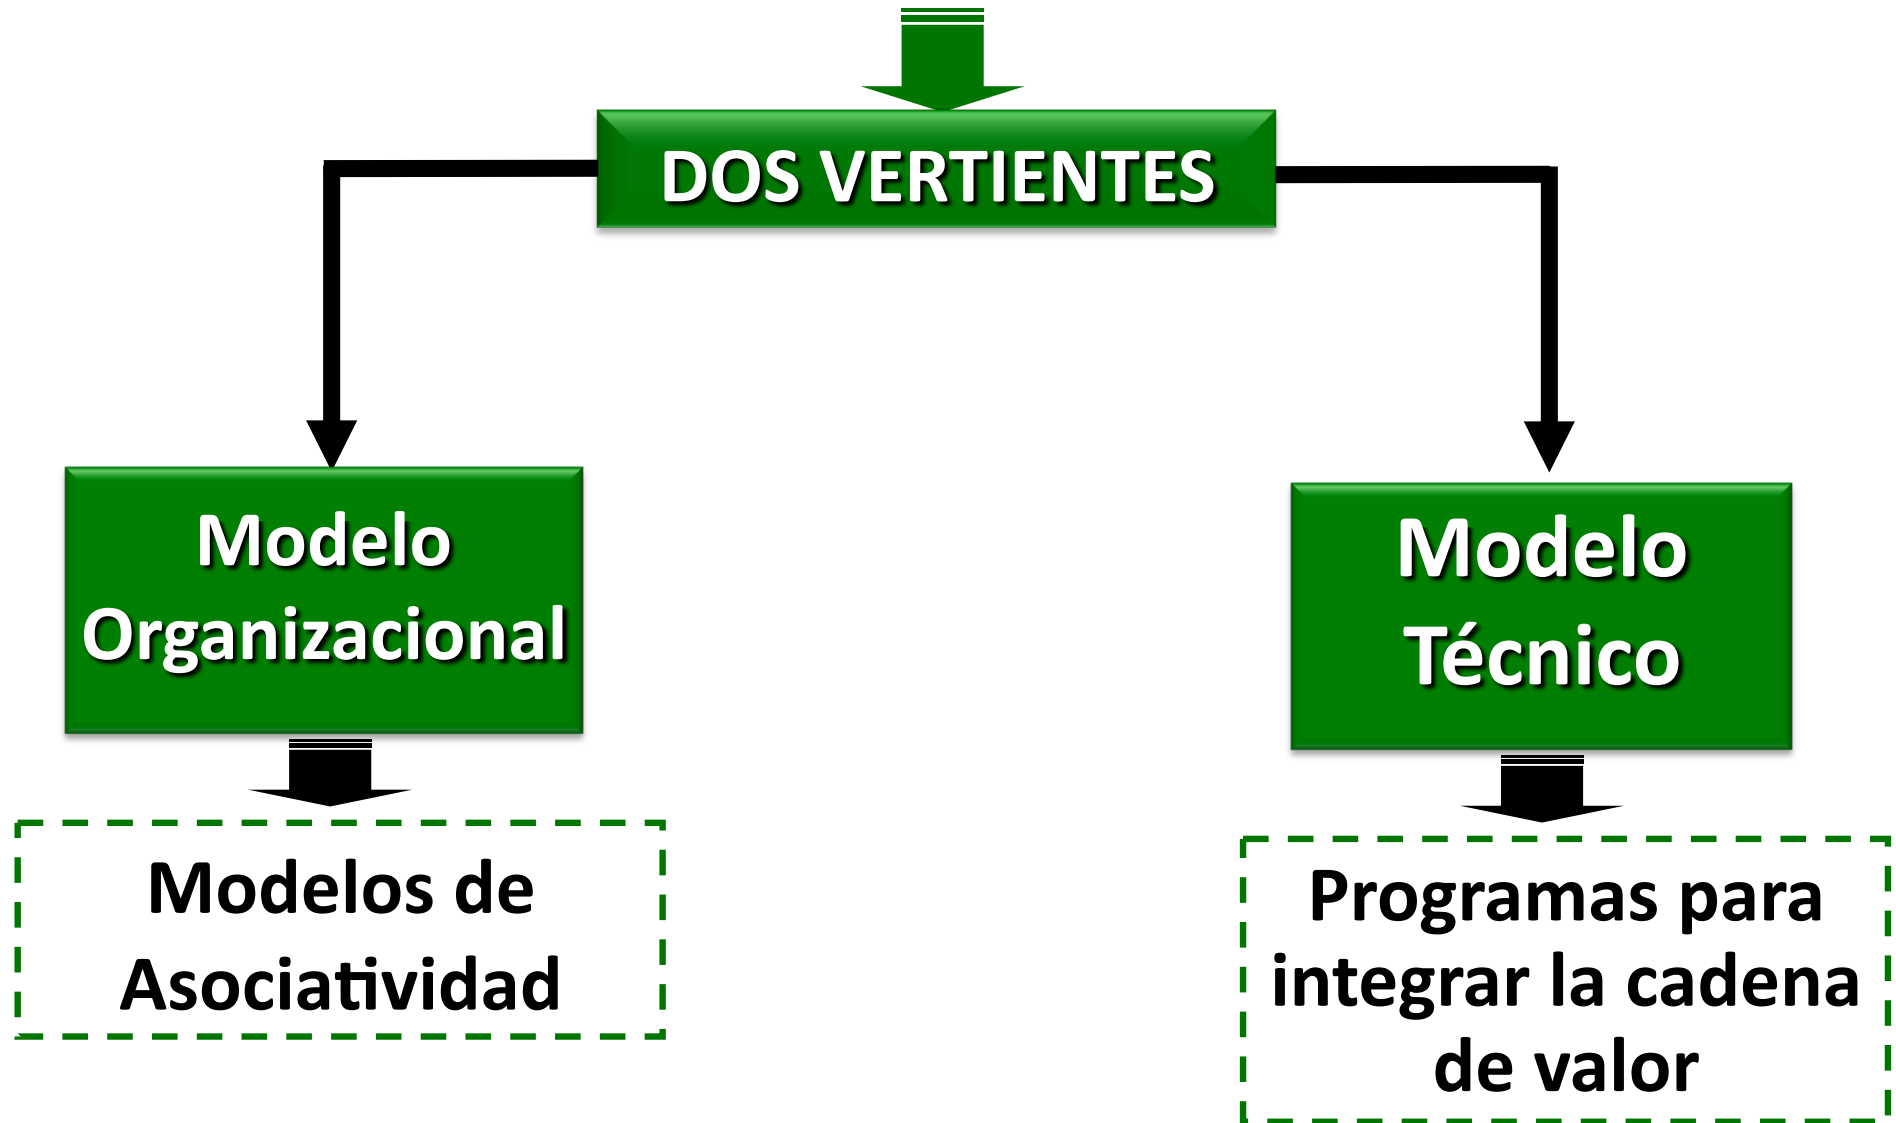 DOS VERTIENTES
Modelo
Organizacional
Modelo
Técnico
Modelos de
Asociatividad
Programas para
integrar la cadena
de valor